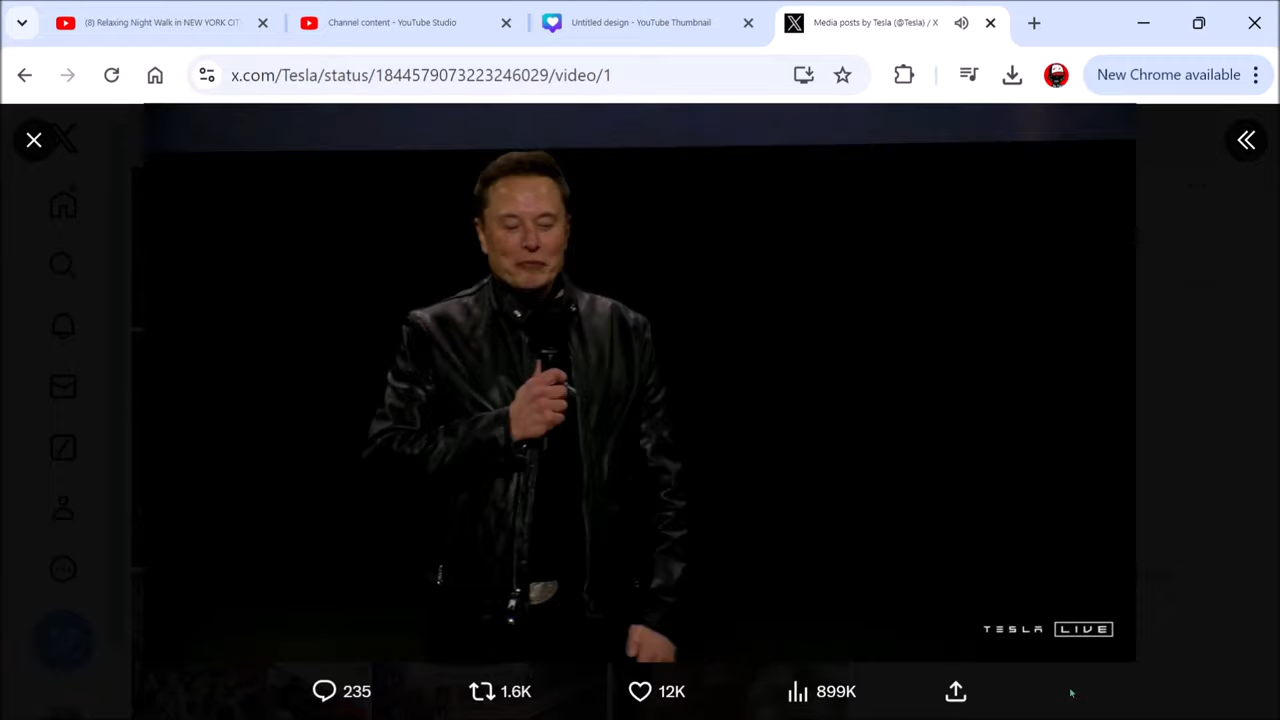 (8) Relaxing Night Walk in NEW YORK CIT
Channel content - YouTube Studio
Untitled design - YouTube Thumbnail
Media posts by Tesla (@Tesla) / X
x.com/Tesla/status/1844579073223246029/video/1
New Chrome available
TESLA LIVE
235
1.6K
12K
899K